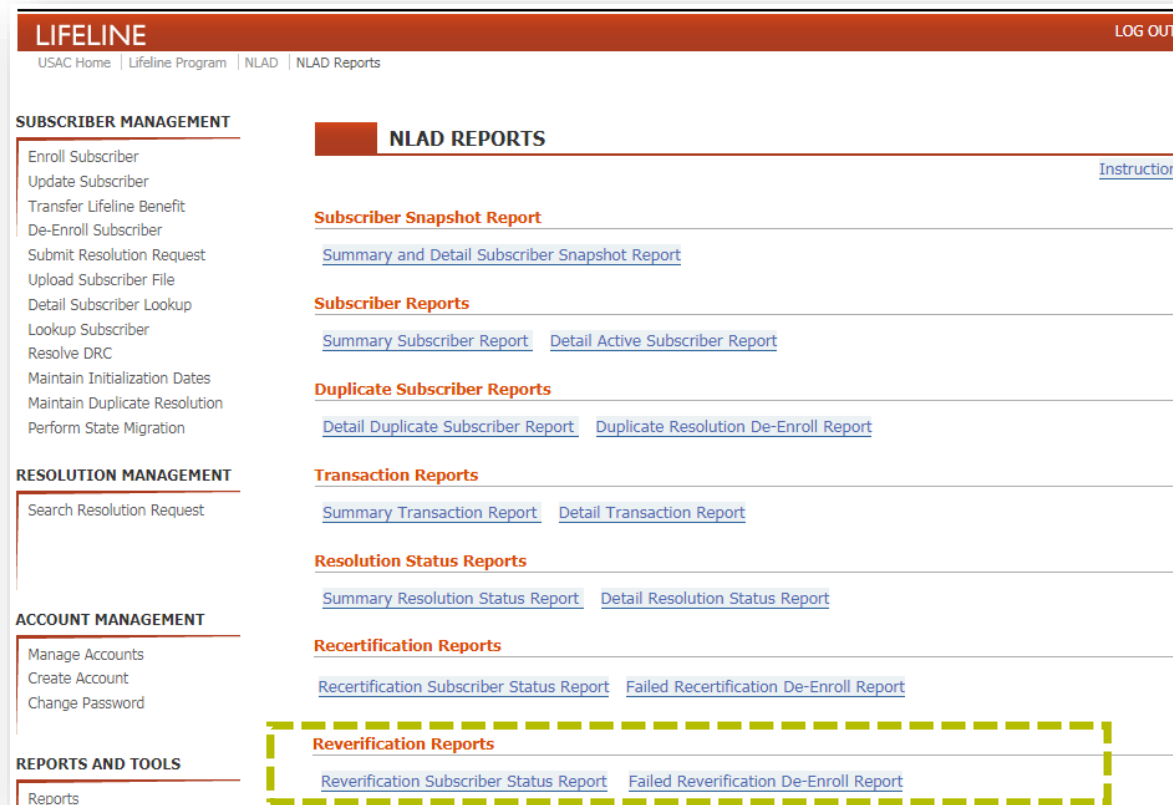 LIFELINE
LOG OUT
USAC Home | Lifeline Program | NLAD | NLAD Reports
SUBSCRIBER MANAGEMENT
Enroll Subscriber
Update Subscriber
Transfer Lifeline Benefit
De-Enroll Subscriber
Submit Resolution Request
Upload Subscriber File
Detail Subscriber Lookup
Lookup Subscriber
Resolve DRC
Maintain Initialization Dates
Maintain Duplicate Resolution
Perform State Migration
RESOLUTION MANAGEMENT
Search Resolution Request
ACCOUNT MANAGEMENT
Manage Accounts
Create Account
Change Password
REPORTS AND TOOLS
Reports
NLAD REPORTS
Instruction
Subscriber Snapshot Report
Summary and Detail Subscriber Snapshot Report
Subscriber Reports
Summary Subscriber Report Detail Active Subscriber Report
Duplicate Subscriber Reports
Detail Duplicate Subscriber Report Duplicate Resolution De-Enroll Report
Transaction Reports
Summary Transaction Report Detail Transaction Report
Resolution Status Reports
Summary Resolution Status Report Detail Resolution Status Report
Recertification Reports
Recertification Subscriber Status Report Failed Recertification De-Enroll Report
Reverification Reports
Reverification Subscriber Status Report Failed Reverification De-Enroll Report